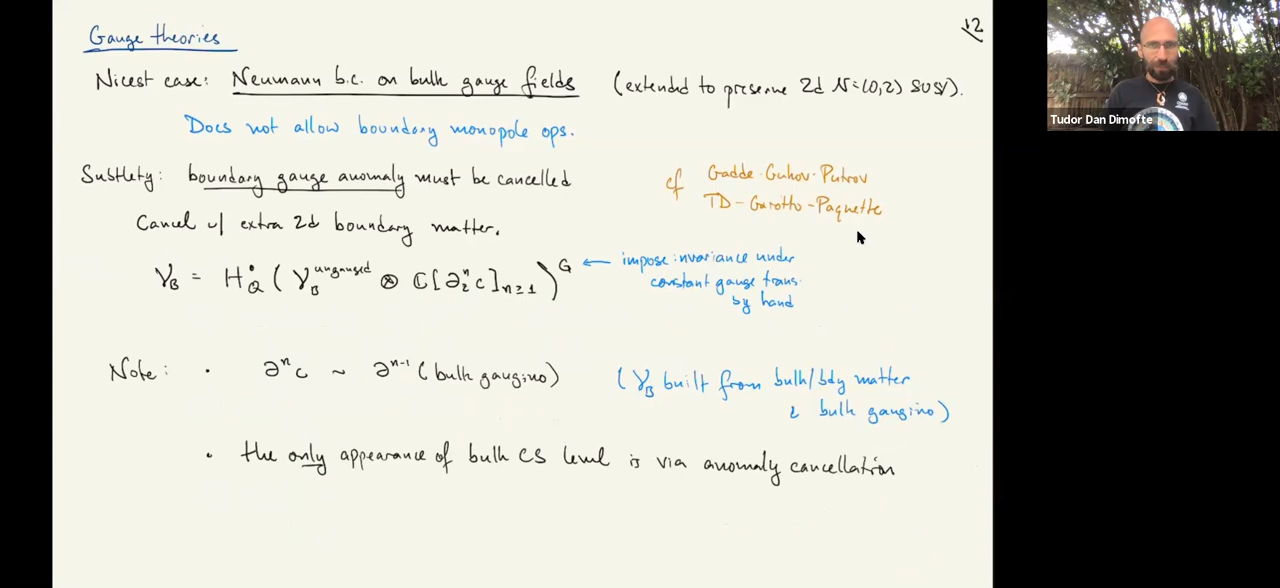 12
Gauge theories
Nicest case: Neumann b.c. on bulk gauge fields (extended to preserve 2d N=(0,2) SUSY).
Does not allow boundary monopole ops.
Subtlety: boundary gauge anomaly must be cancelled
cf Gadde-Gukov-Putrov
TD-Gaiotto-Paquette
Cancel w/ extra 2d boundary matter.
V_B = H_Q^•(V_B^ungauged ⊗ ℂ[∂_z^n c]_{n≥1})^G ← impose invariance under
constant gauge trans.
by hand
Note: · ∂^n c ~ ∂^{n-1}(bulk gaugino) (V_B built from bulk/bdy matter
& bulk gaugino)
· the only appearance of bulk CS level is via anomaly cancellation
Tudor Dan Dimofte